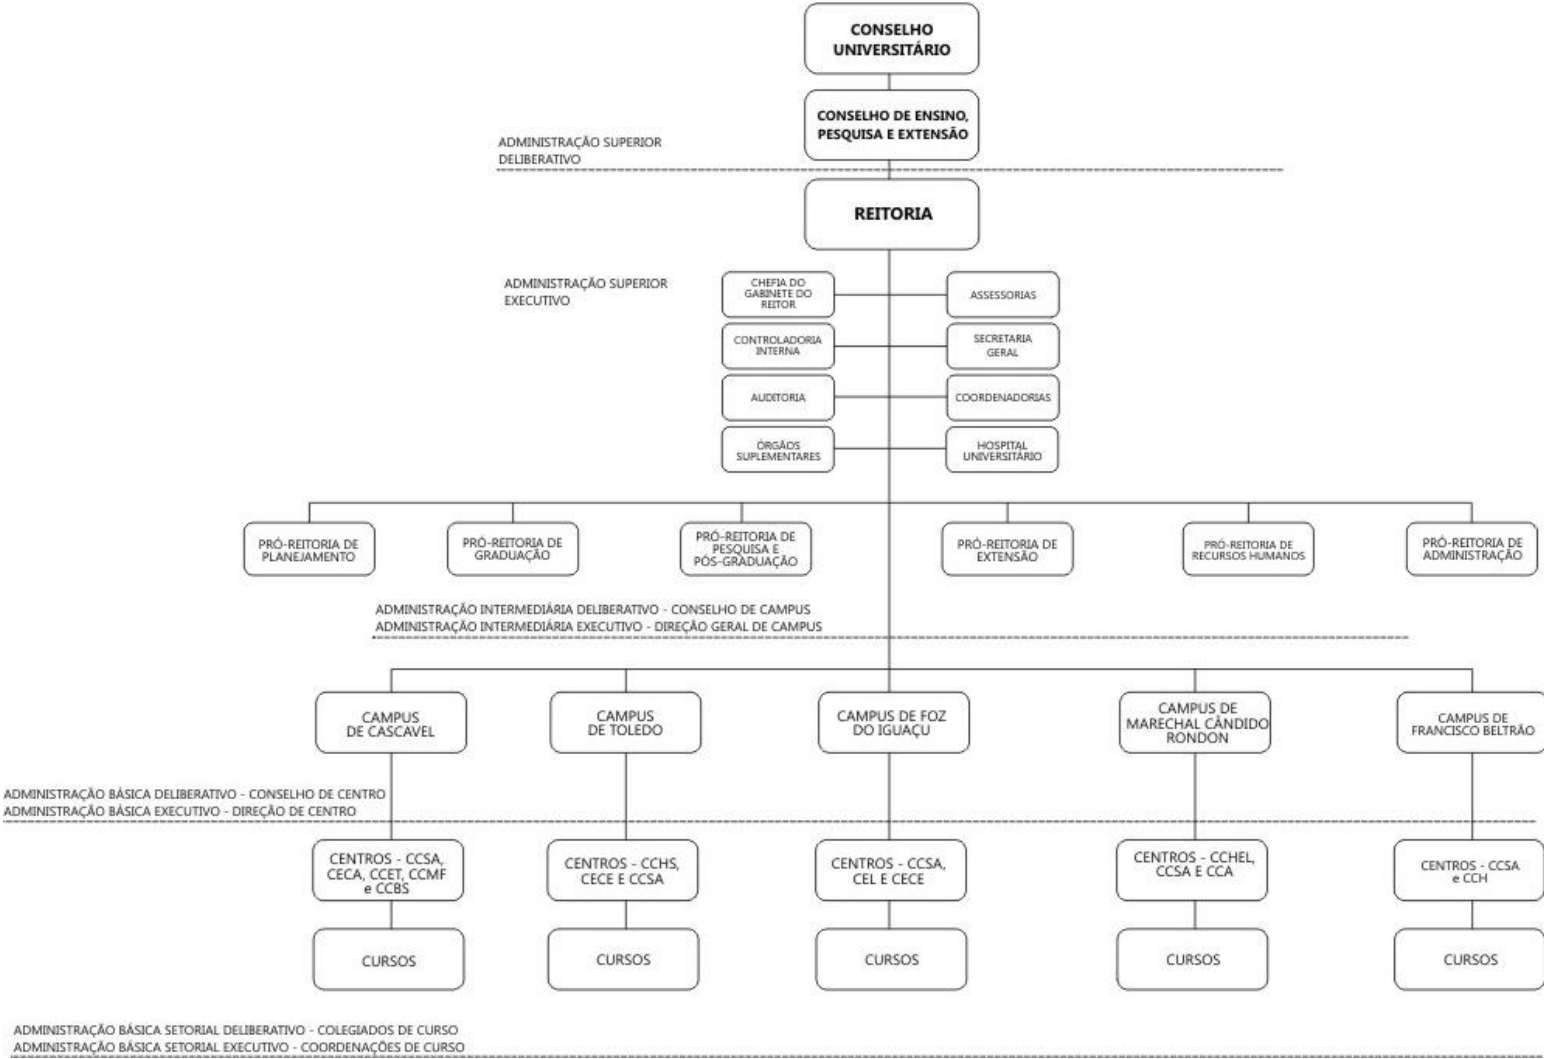 CONSELHO
UNIVERSITÁRIO
CONSELHO DE ENSINO,
PESQUISA E EXTENSÃO
ADMINISTRAÇÃO SUPERIOR
DELIBERATIVO
REITORIA
ADMINISTRAÇÃO SUPERIOR
EXECUTIVO
CHEFIA DO
GABINETE DO
REITOR
ASSESSORIAS
CONTROLADORIA
INTERNA
SECRETARIA
GERAL
AUDITORIA
COORDENADORIAS
ÓRGÃOS
SUPLEMENTARES
HOSPITAL
UNIVERSITÁRIO
PRÓ-REITORIA DE
PLANEJAMENTO
PRÓ-REITORIA DE
GRADUAÇÃO
PRÓ-REITORIA DE
PESQUISA E
PÓS-GRADUAÇÃO
PRÓ-REITORIA DE
EXTENSÃO
PRÓ-REITORIA DE
RECURSOS HUMANOS
PRÓ-REITORIA DE
ADMINISTRAÇÃO
ADMINISTRAÇÃO INTERMEDIÁRIA DELIBERATIVO - CONSELHO DE CAMPUS
ADMINISTRAÇÃO INTERMEDIÁRIA EXECUTIVO - DIREÇÃO GERAL DE CAMPUS
CAMPUS
DE CASCAVEL
CAMPUS
DE TOLEDO
CAMPUS DE FOZ
DO IGUAÇU
CAMPUS DE
MARECHAL CÂNDIDO
RONDON
CAMPUS DE
FRANCISCO BELTRÃO
ADMINISTRAÇÃO BÁSICA DELIBERATIVO - CONSELHO DE CENTRO
ADMINISTRAÇÃO BÁSICA EXECUTIVO - DIREÇÃO DE CENTRO
CENTROS - CCSA,
CECA, CCET, CCMF
e CCBS
CENTROS - CCHS,
CECE E CCSA
CENTROS - CCSA,
CEL E CECE
CENTROS - CCHEL,
CCSA E CCA
CENTROS - CCSA
e CCH
CURSOS
CURSOS
CURSOS
CURSOS
CURSOS
ADMINISTRAÇÃO BÁSICA SETORIAL DELIBERATIVO - COLEGIADOS DE CURSO
ADMINISTRAÇÃO BÁSICA SETORIAL EXECUTIVO - COORDENAÇÕES DE CURSO